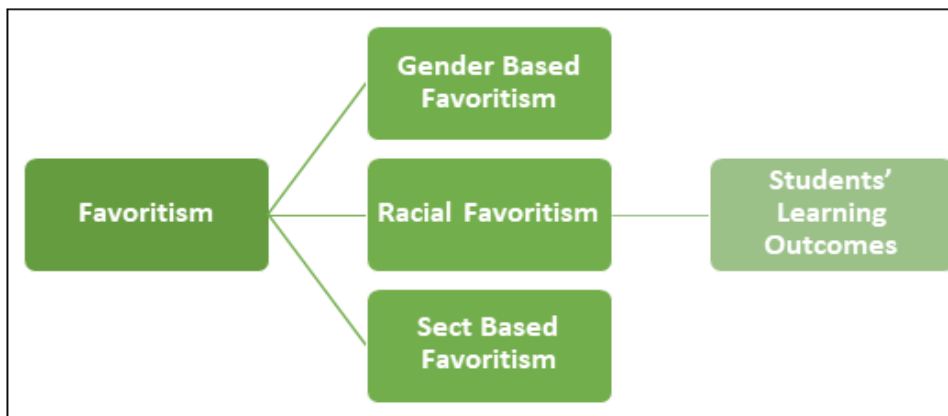 Gender Based
Favoritism
Favoritism
Racial Favoritism
Students’
Learning
Outcomes
Sect Based
Favoritism